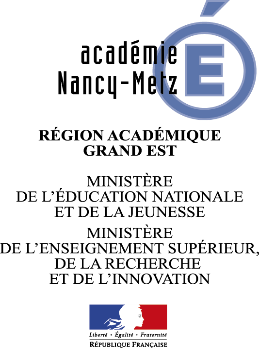 académie
Nancy-Metz
É
RÉGION ACADÉMIQUE
GRAND EST
MINISTÈRE
DE L'ÉDUCATION NATIONALE
ET DE LA JEUNESSE
MINISTÈRE
DE L'ENSEIGNEMENT SUPÉRIEUR,
DE LA RECHERCHE
ET DE L'INNOVATION
Liberté • Égalité • Fraternité
RÉPUBLIQUE FRANÇAISE